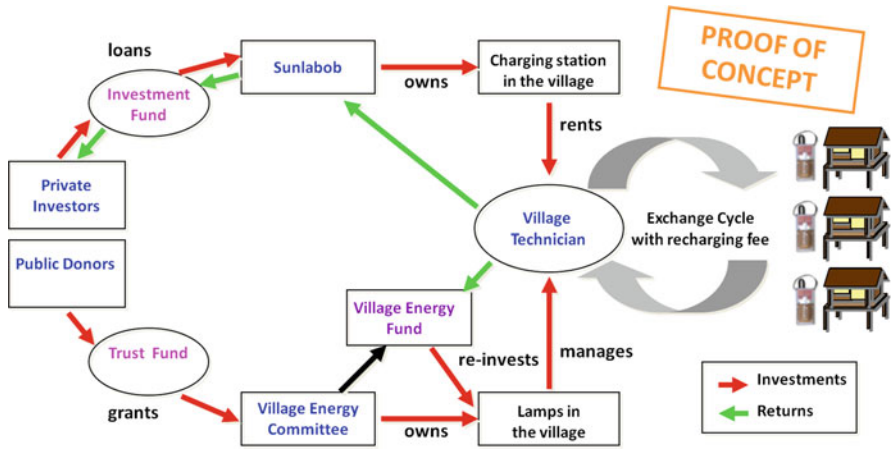 loans
Sunlabob
owns
Charging station
in the village
PROOF OF
CONCEPT
Investment
Fund
rents
Private
Investors
Village
Technician
Exchange Cycle
with recharging fee
Public Donors
Village Energy
Fund
Trust Fund
re-invests
manages
grants
Village Energy
Committee
owns
Lamps in
the village
Investments
Returns